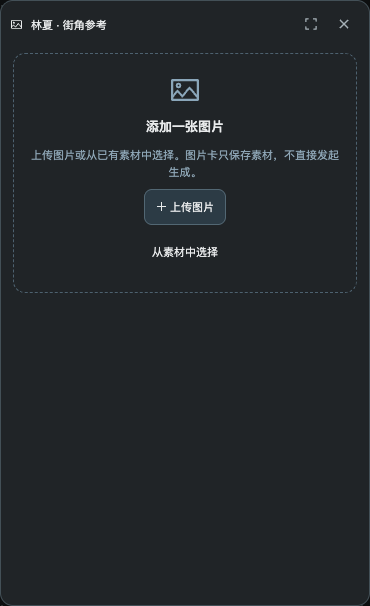 林夏 · 街角参考
添加一张图片
上传图片或从已有素材中选择。图片卡只保存素材，不直接发起
生成。
+ 上传图片
从素材中选择